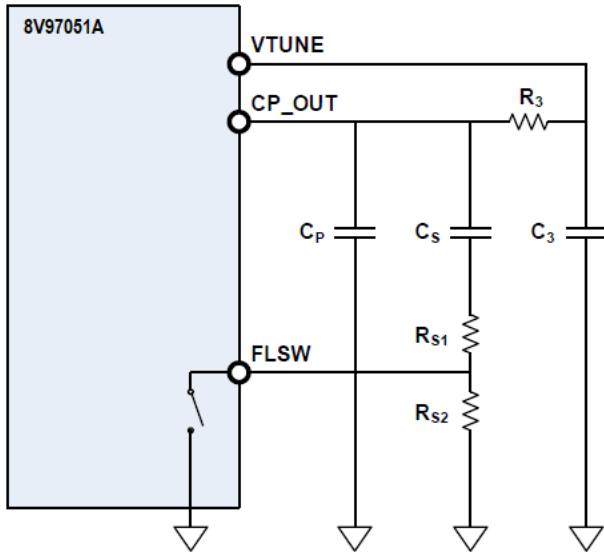 8V97051A
VTUNE
CP_OUT
R3
CP
CS
C3
RS1
FLSW
RS2